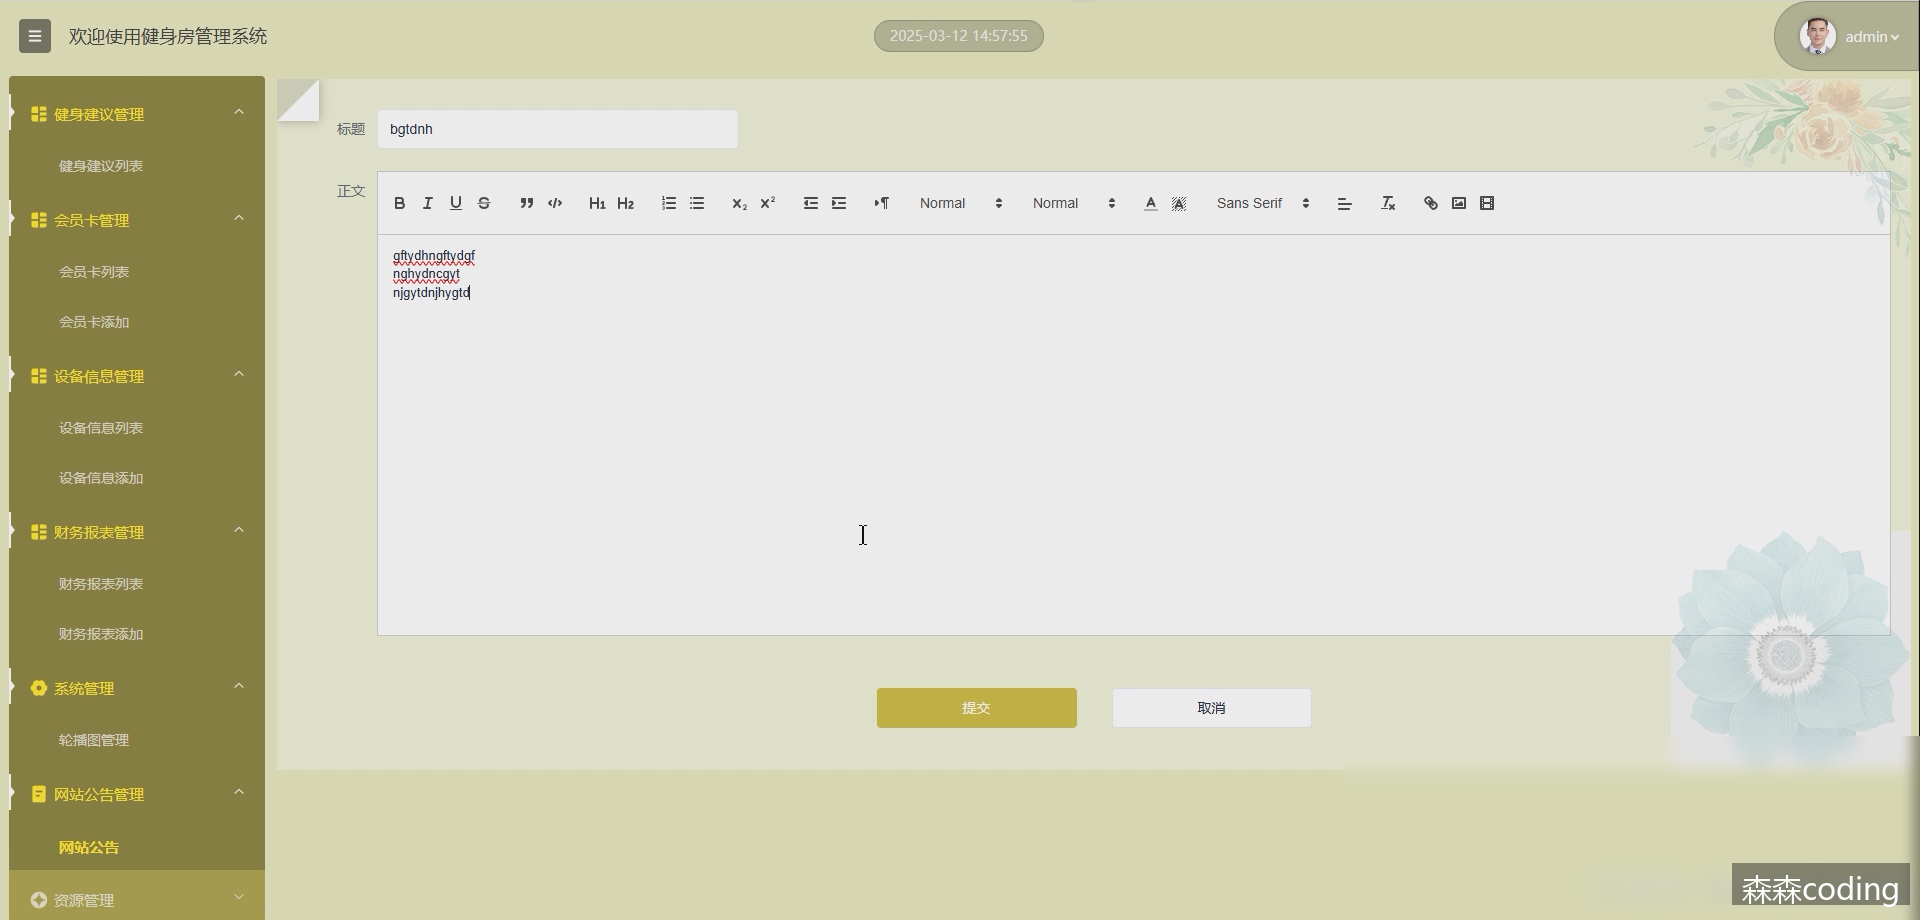 欢迎使用健身房管理系统
2025-03-12 14:57:55
admin
健身建议管理
健身建议列表
会员卡管理
会员卡列表
会员卡添加
设备信息管理
设备信息列表
设备信息添加
财务报表管理
财务报表列表
财务报表添加
系统管理
轮播图管理
网站公告管理
网站公告
资源管理
标题
bgtdnh
正文
B I U S H1 H2 X2 X2 Normal Normal A A Sans Serif Tx
gftydhngftydgf
nghydncgyt
njgytdnjhygtd
提交
取消
森森coding